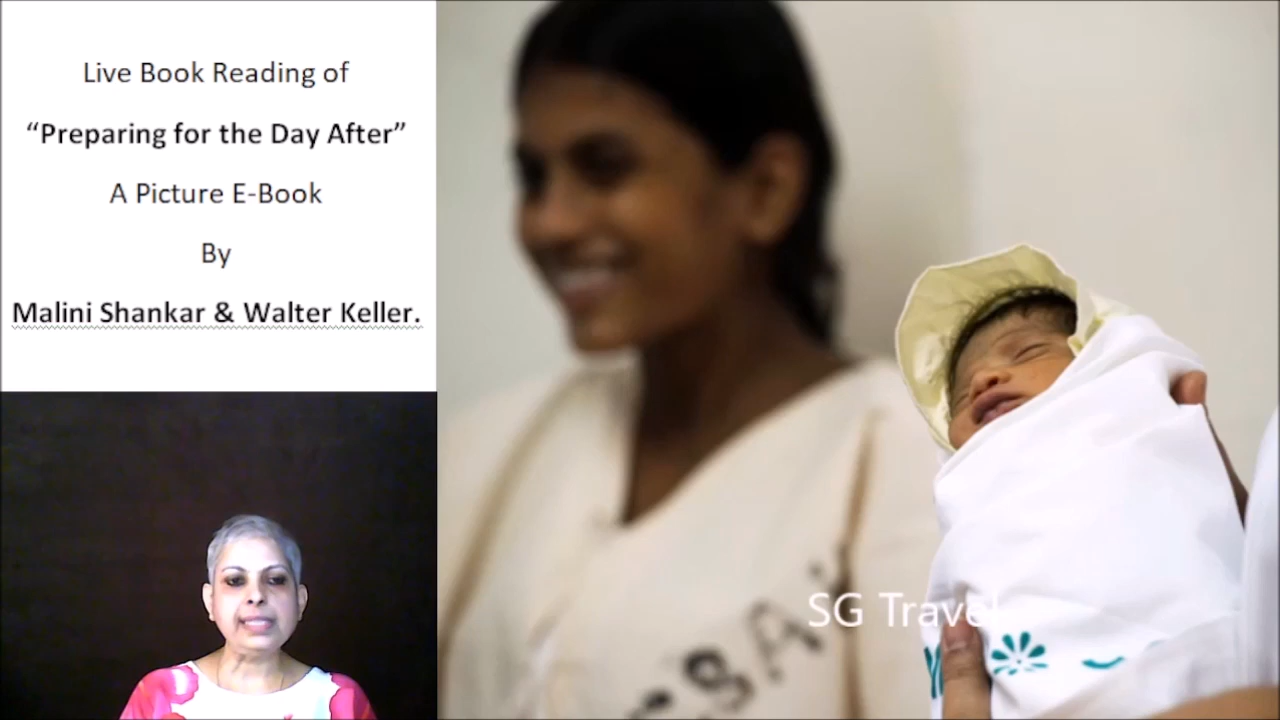 Live Book Reading of
“Preparing for the Day After”
A Picture E-Book
By
Malini Shankar & Walter Keller.
SG Travel